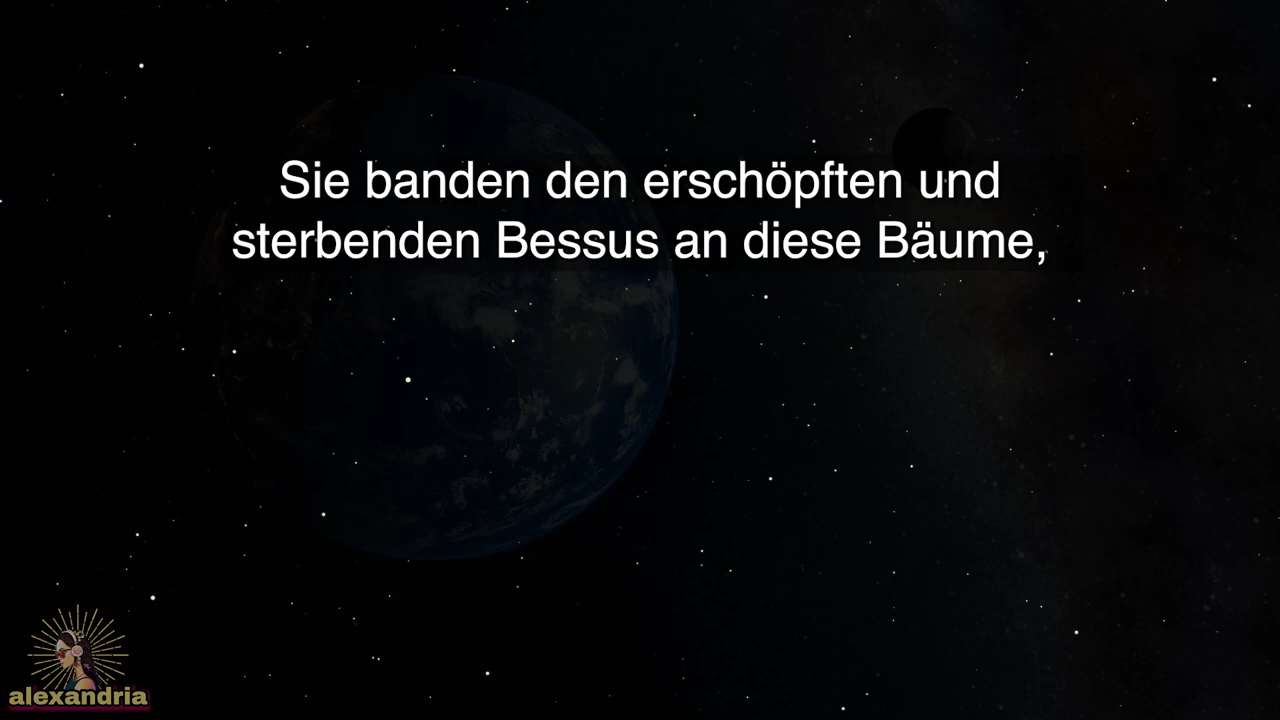 Sie banden den erschöpften und
sterbenden Bessus an diese Bäume,
alexandria